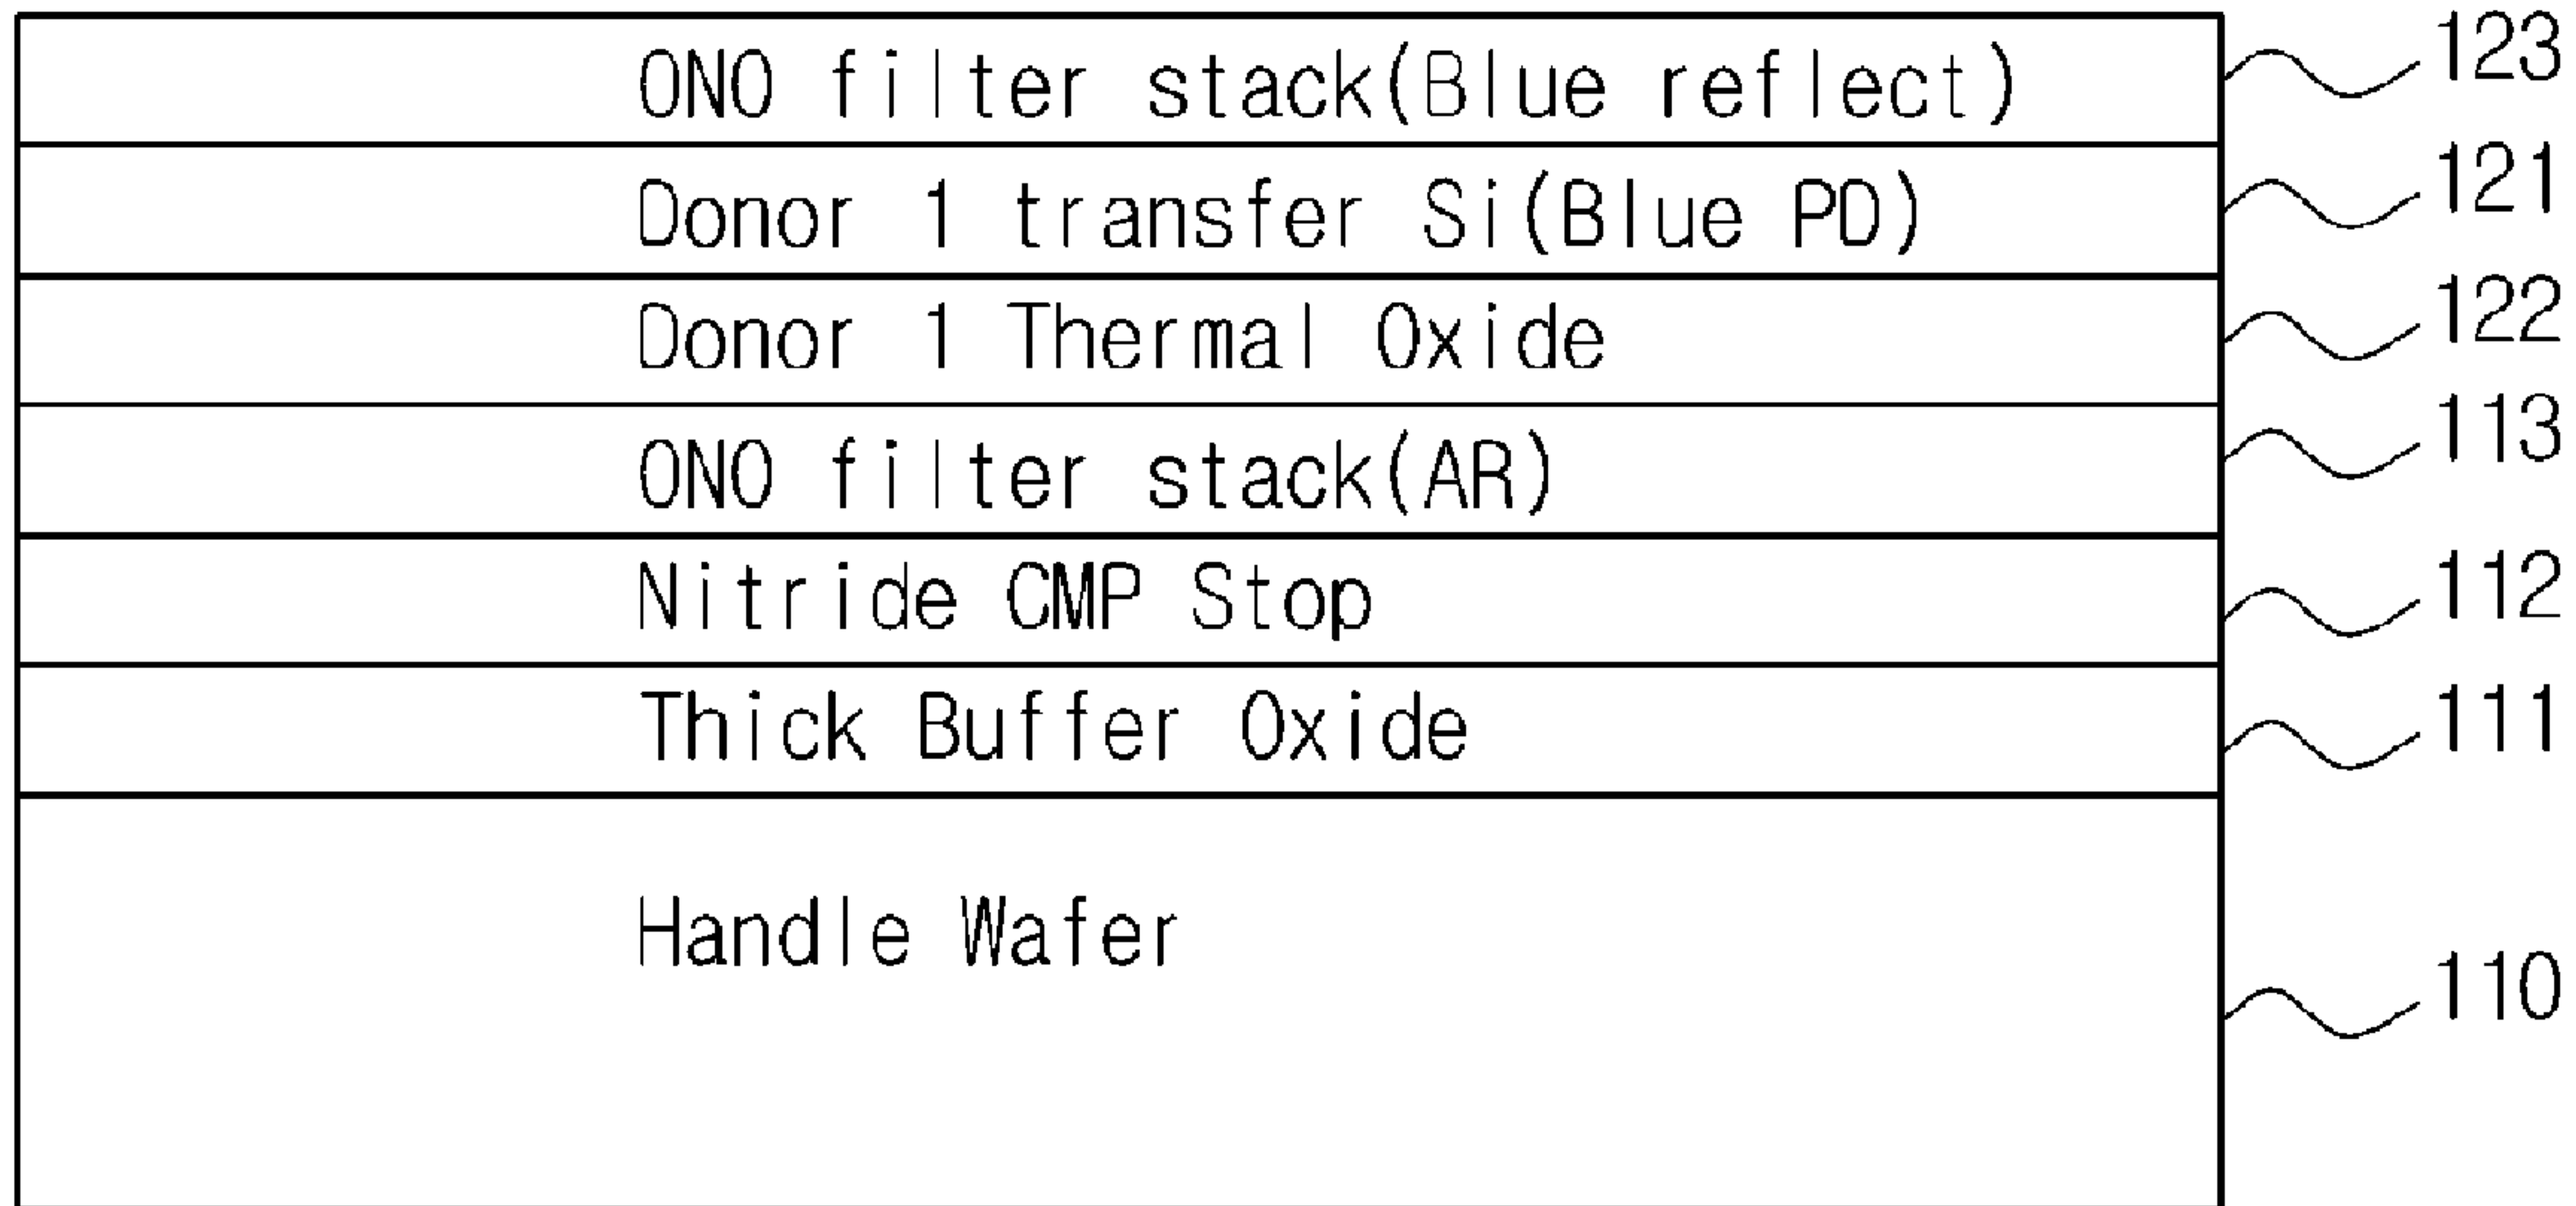 ONO filter stack(Blue reflect) 123
Donor 1 transfer Si(Blue PD) 121
Donor 1 Thermal Oxide 122
ONO filter stack(AR) 113
Nitride CMP Stop 112
Thick Buffer Oxide 111
Handle Wafer 110